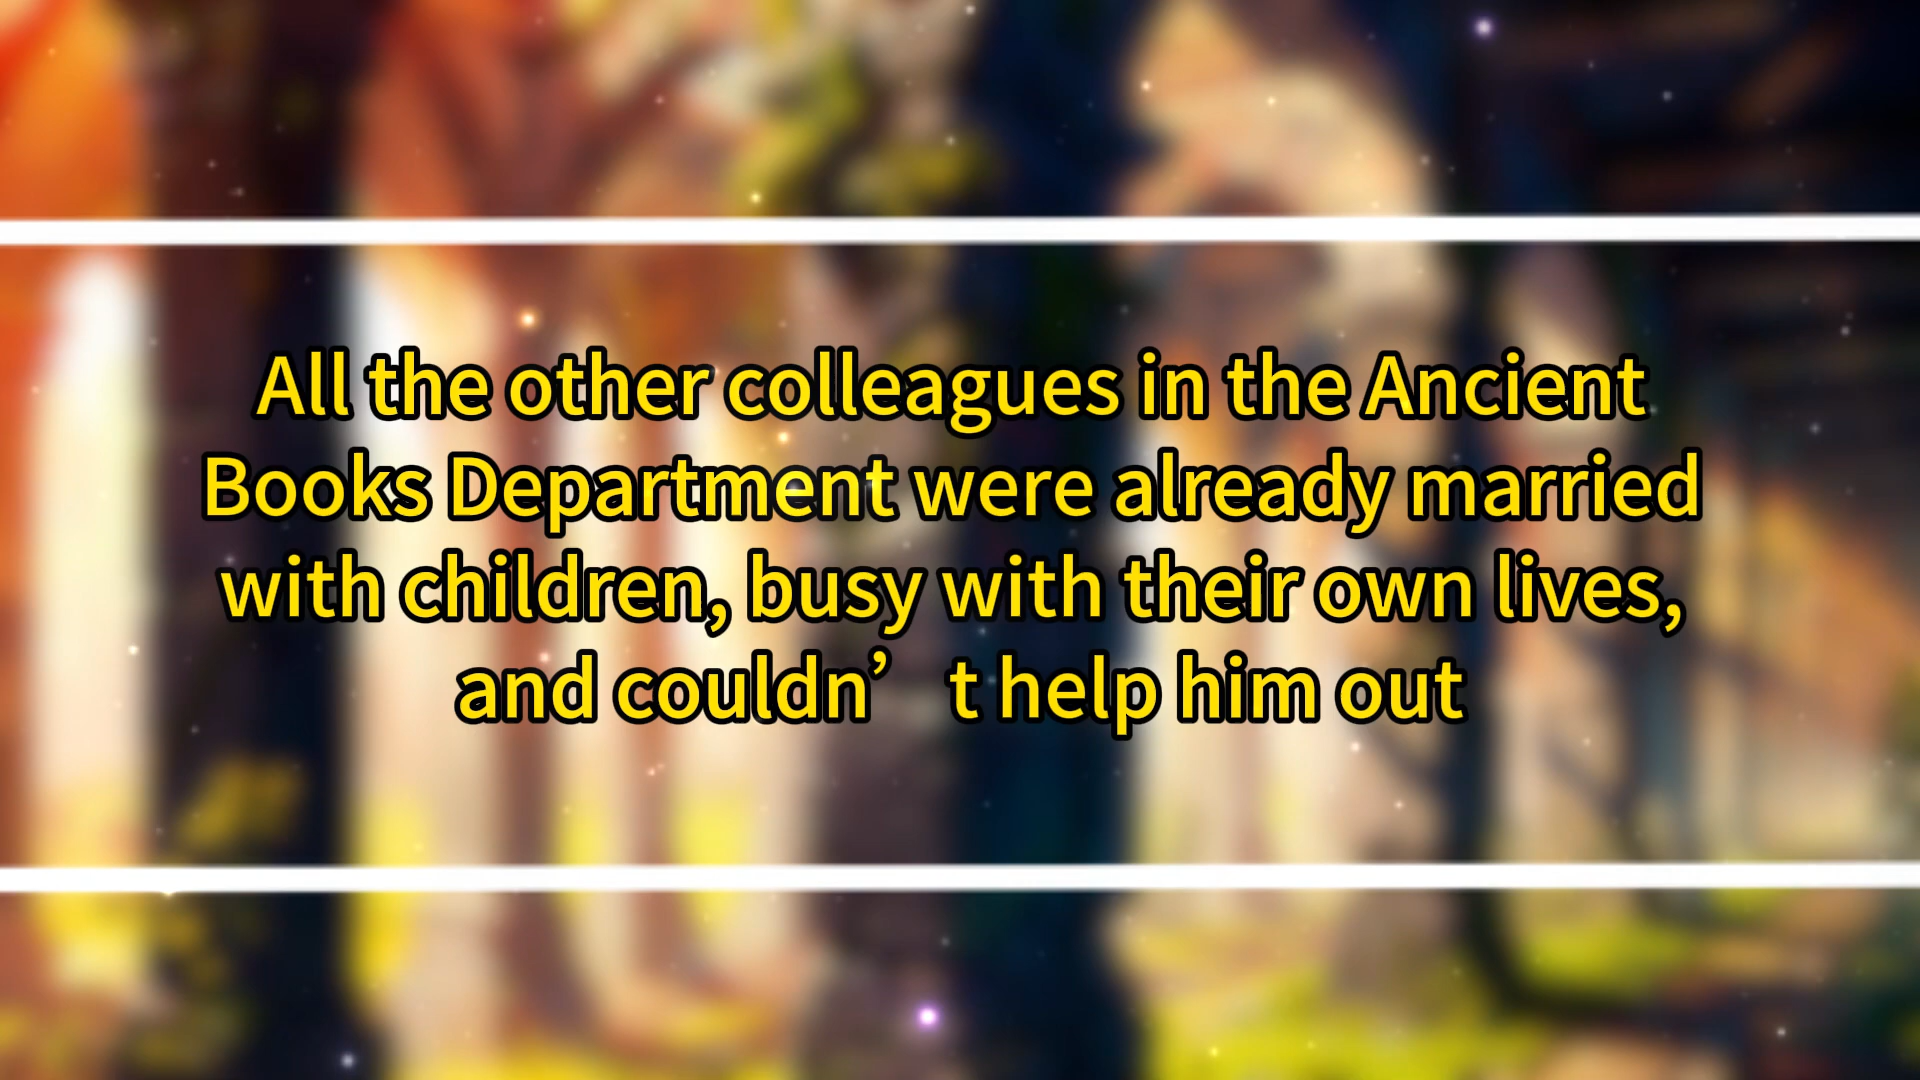 All the other colleagues in the Ancient
Books Department were already married
with children, busy with their own lives,
and couldn’ t help him out